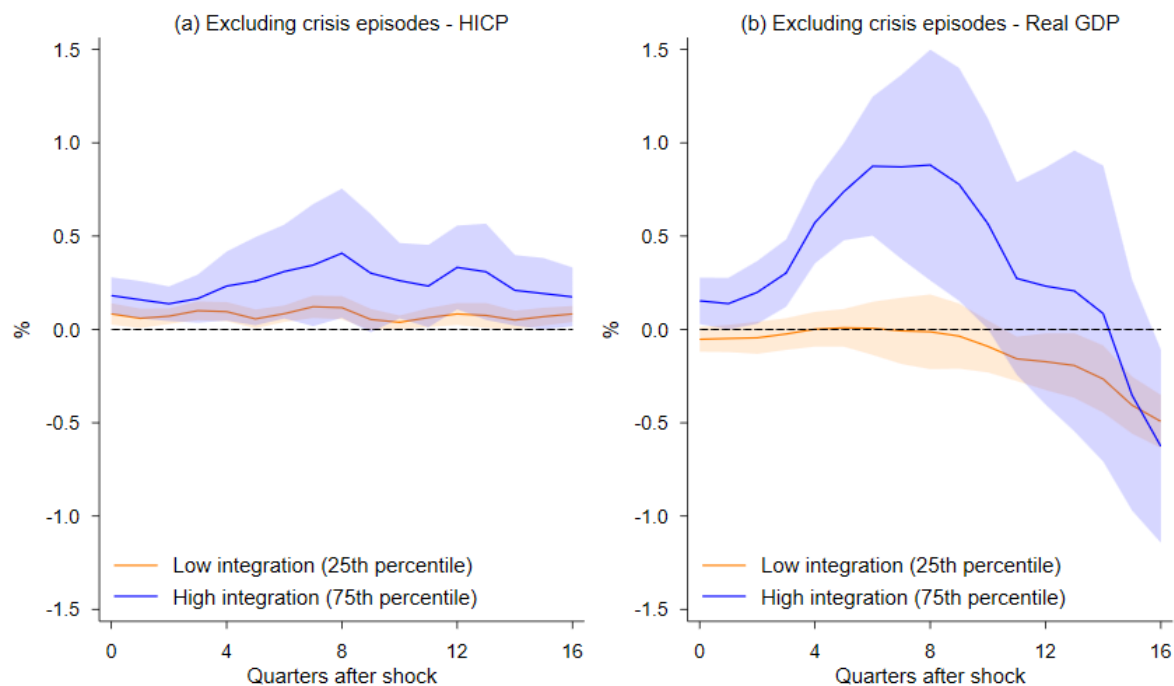 (a) Excluding crisis episodes - HICP
1.5
1.0
0.5
0.0
-0.5
-1.0
-1.5
%
Low integration (25th percentile)
High integration (75th percentile)
0 4 8 12 16
Quarters after shock
(b) Excluding crisis episodes - Real GDP
1.5
1.0
0.5
0.0
-0.5
-1.0
-1.5
%
Low integration (25th percentile)
High integration (75th percentile)
0 4 8 12 16
Quarters after shock